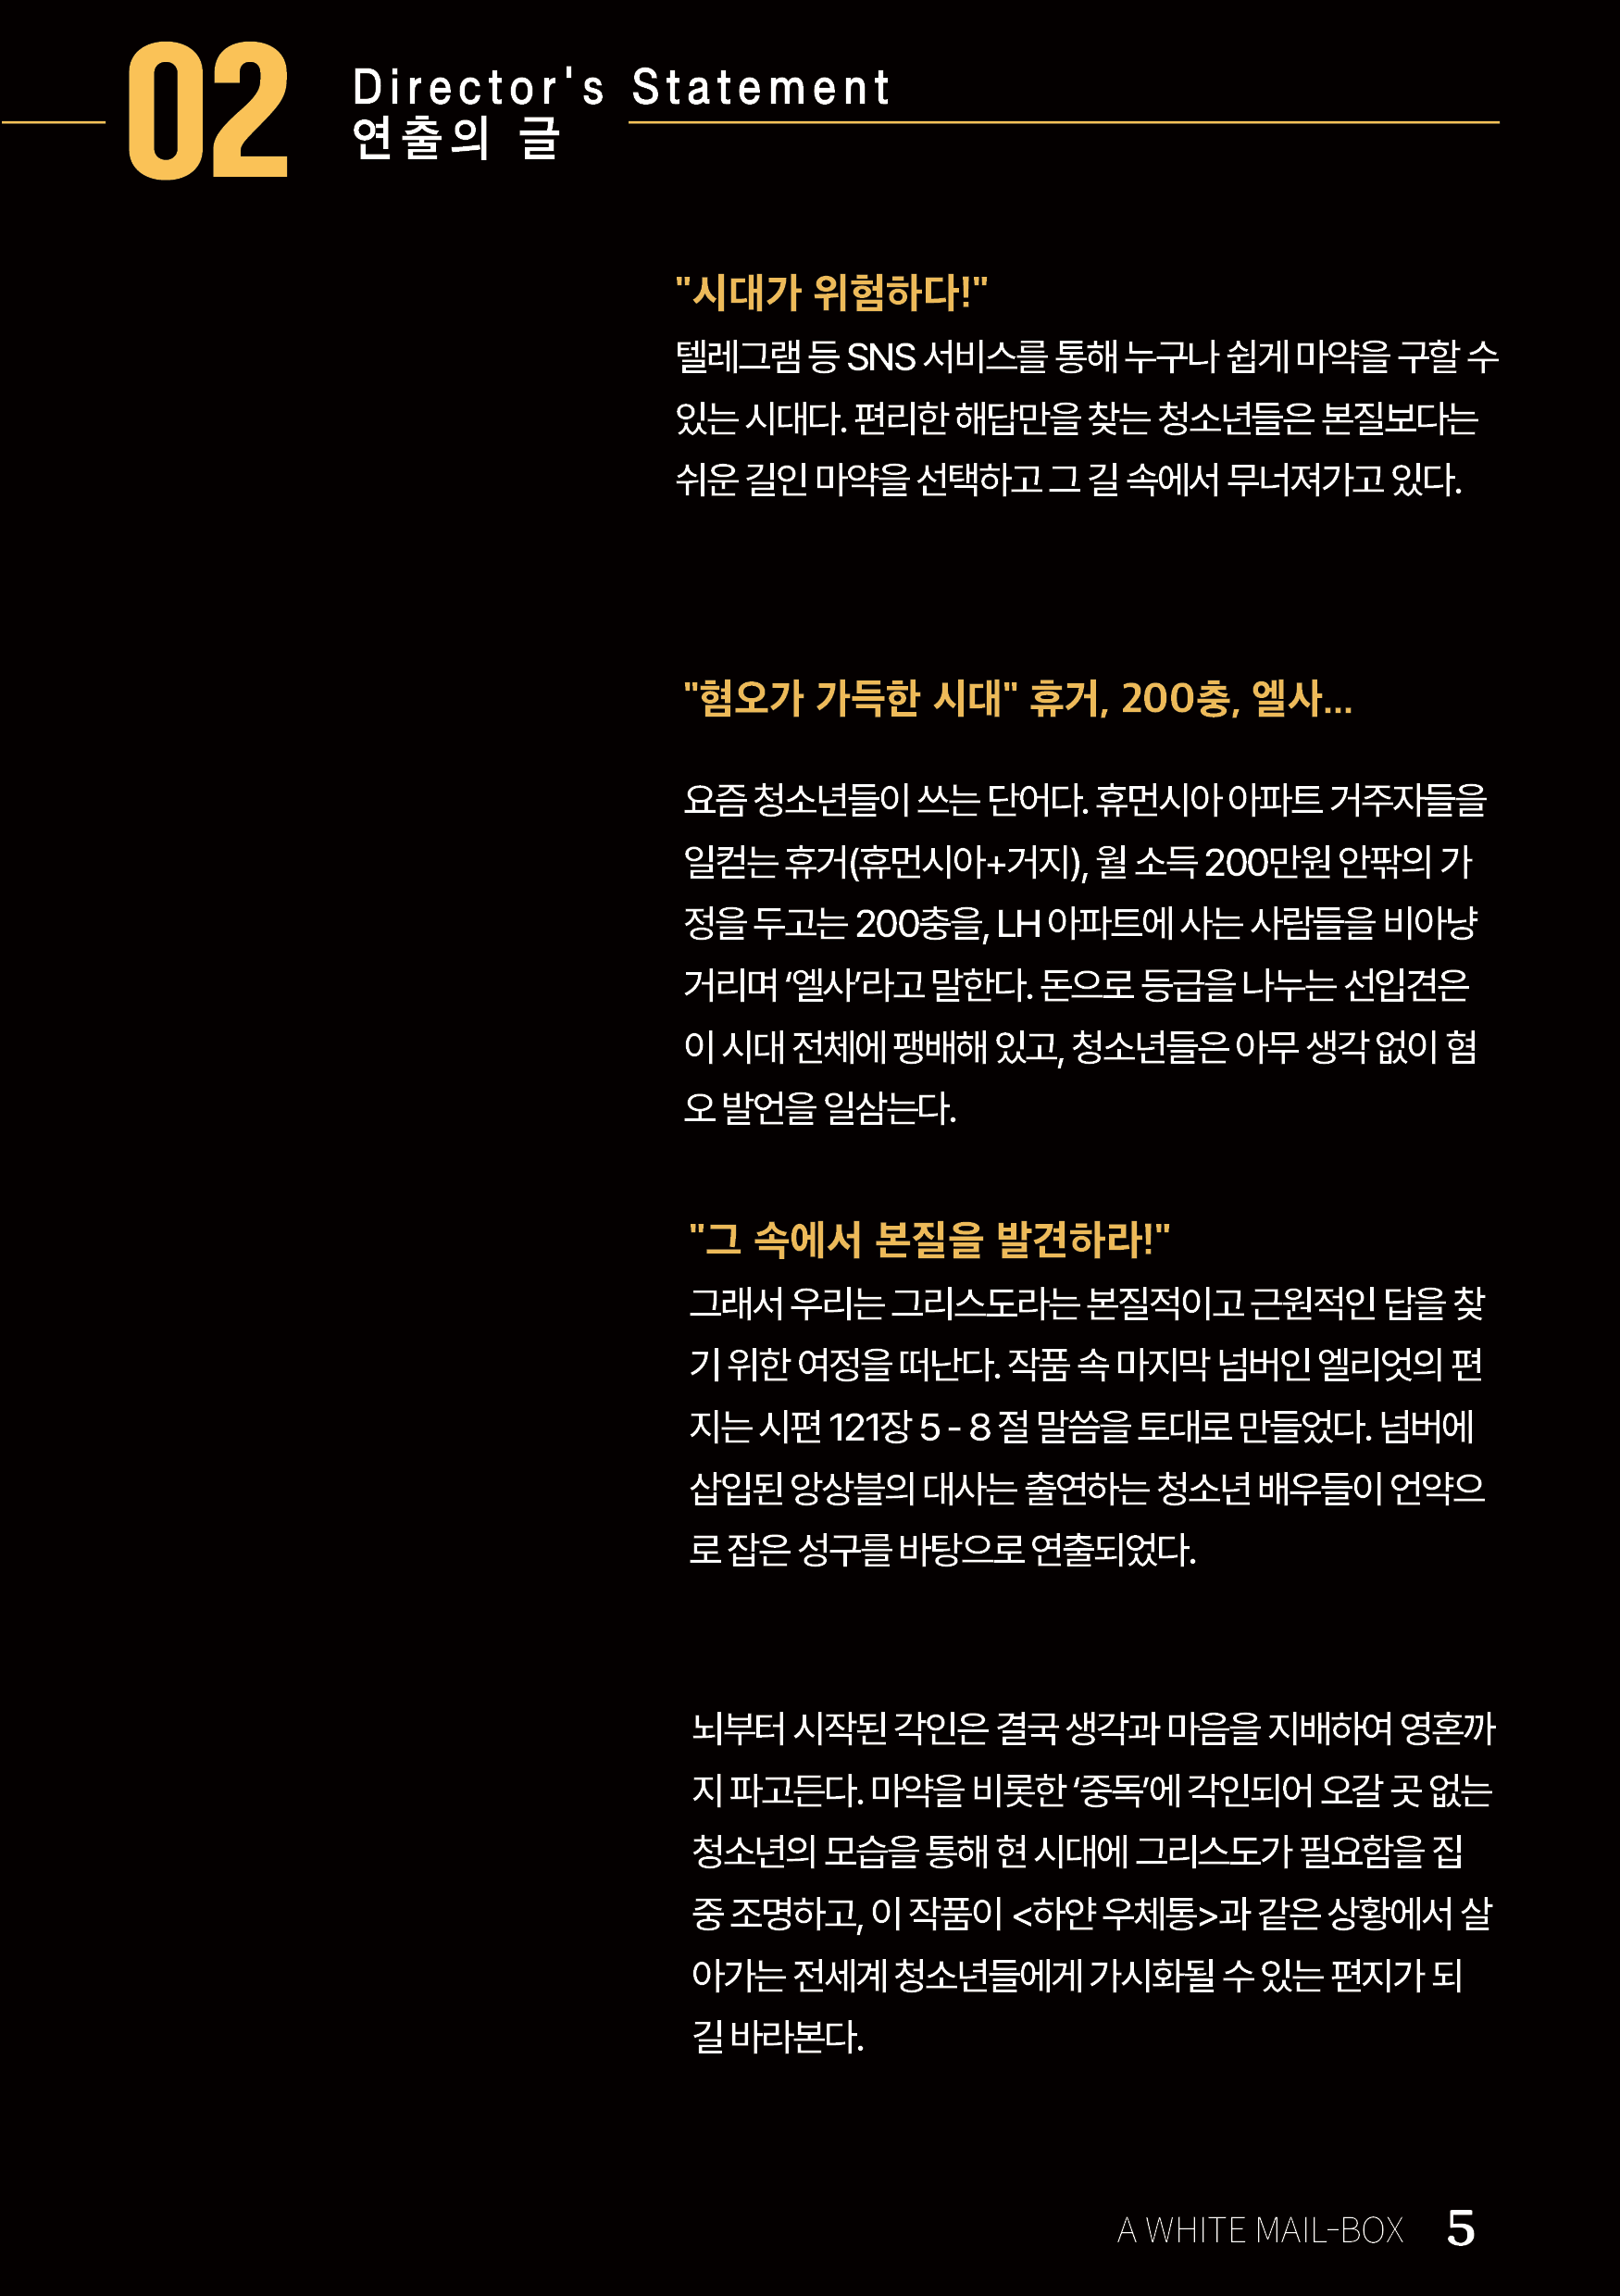 02
Director's Statement
연출의 글
"시대가 위험하다!"
텔레그램 등 SNS 서비스를 통해 누구나 쉽게 마약을 구할 수
있는 시대다. 편리한 해답만을 찾는 청소년들은 본질보다는
쉬운 길인 마약을 선택하고 그 길 속에서 무너져가고 있다.
"혐오가 가득한 시대" 휴거, 200충, 엘사...
요즘 청소년들이 쓰는 단어다. 휴먼시아 아파트 거주자들을
일컫는 휴거(휴먼시아+거지), 월 소득 200만원 안팎의 가
정을 두고는 200충을, LH 아파트에 사는 사람들을 비아냥
거리며 ‘엘사’라고 말한다. 돈으로 등급을 나누는 선입견은
이 시대 전체에 팽배해 있고, 청소년들은 아무 생각 없이 혐
오 발언을 일삼는다.
"그 속에서 본질을 발견하라!"
그래서 우리는 그리스도라는 본질적이고 근원적인 답을 찾
기 위한 여정을 떠난다. 작품 속 마지막 넘버인 엘리엇의 편
지는 시편 121장 5 - 8 절 말씀을 토대로 만들었다. 넘버에
삽입된 앙상블의 대사는 출연하는 청소년 배우들이 언약으
로 잡은 성구를 바탕으로 연출되었다.
뇌부터 시작된 각인은 결국 생각과 마음을 지배하여 영혼까
지 파고든다. 마약을 비롯한 ‘중독’에 각인되어 오갈 곳 없는
청소년의 모습을 통해 현 시대에 그리스도가 필요함을 집
중 조명하고, 이 작품이 <하얀 우체통>과 같은 상황에서 살
아가는 전세계 청소년들에게 가시화될 수 있는 편지가 되
길 바라본다.
A WHITE MAIL-BOX 5